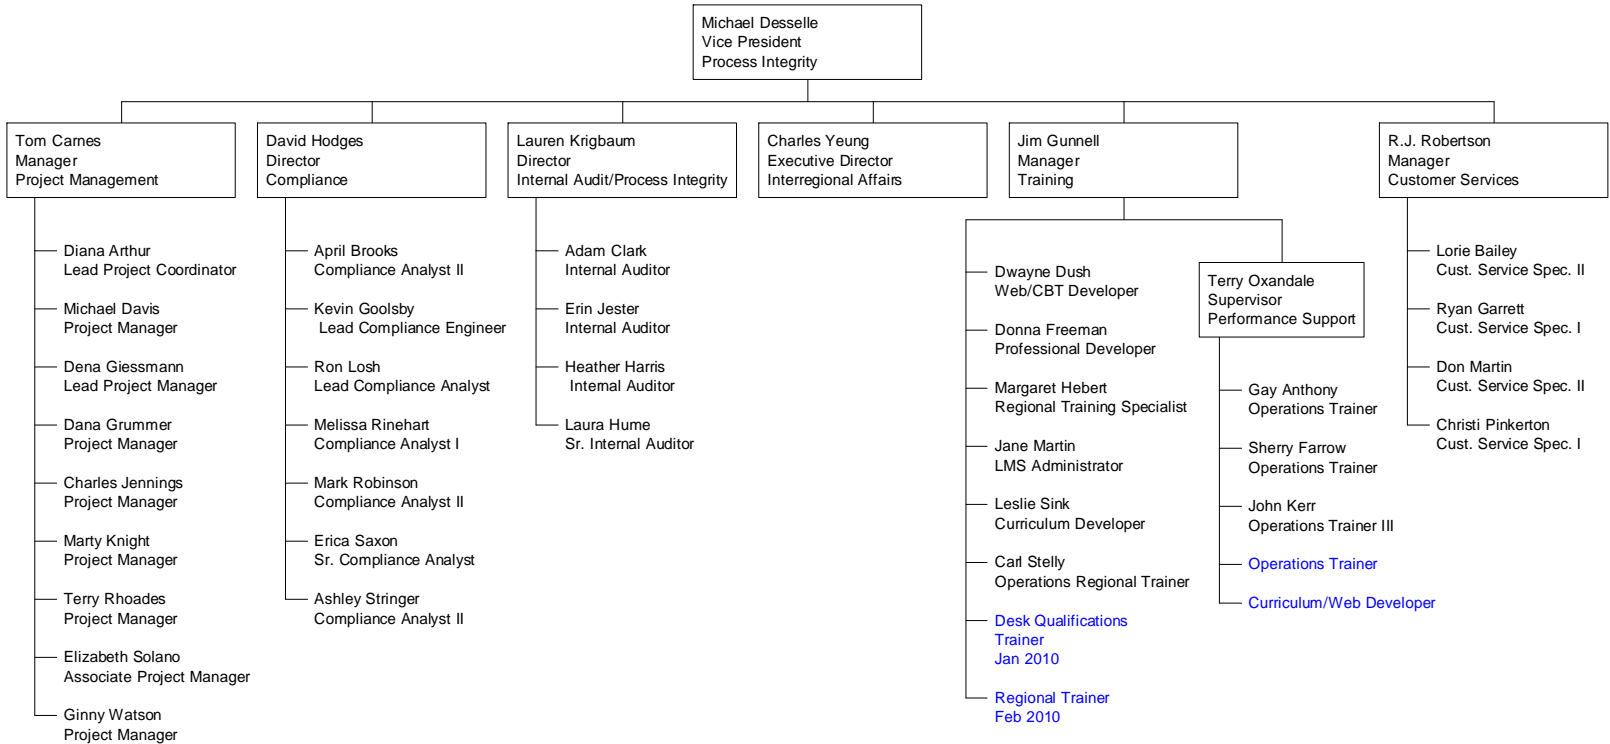 Michael Desselle
Vice President
Process Integrity
Tom Carnes
Manager
Project Management
David Hodges
Director
Compliance
Lauren Krigbaum
Director
Internal Audit/Process Integrity
Charles Yeung
Executive Director
Interregional Affairs
Jim Gunnell
Manager
Training
R.J. Robertson
Manager
Customer Services
Diana Arthur
Lead Project Coordinator
Michael Davis
Project Manager
Dena Giessmann
Lead Project Manager
Dana Grummer
Project Manager
Charles Jennings
Project Manager
Marty Knight
Project Manager
Terry Rhoades
Project Manager
Elizabeth Solano
Associate Project Manager
Ginny Watson
Project Manager
April Brooks
Compliance Analyst II
Kevin Goolsby
Lead Compliance Engineer
Ron Losh
Lead Compliance Analyst
Melissa Rinehart
Compliance Analyst I
Mark Robinson
Compliance Analyst II
Erica Saxon
Sr. Compliance Analyst
Ashley Stringer
Compliance Analyst II
Adam Clark
Internal Auditor
Erin Jester
Internal Auditor
Heather Harris
Internal Auditor
Laura Hume
Sr. Internal Auditor
Dwayne Dush
Web/CBT Developer
Donna Freeman
Professional Developer
Margaret Hebert
Regional Training Specialist
Jane Martin
LMS Administrator
Leslie Sink
Curriculum Developer
Carl Stelly
Operations Regional Trainer
Desk Qualifications
Trainer
Jan 2010
Regional Trainer
Feb 2010
Terry Oxandale
Supervisor
Performance Support
Gay Anthony
Operations Trainer
Sherry Farrow
Operations Trainer
John Kerr
Operations Trainer III
Operations Trainer
Curriculum/Web Developer
Lorie Bailey
Cust. Service Spec. II
Ryan Garrett
Cust. Service Spec. I
Don Martin
Cust. Service Spec. II
Christi Pinkerton
Cust. Service Spec. I